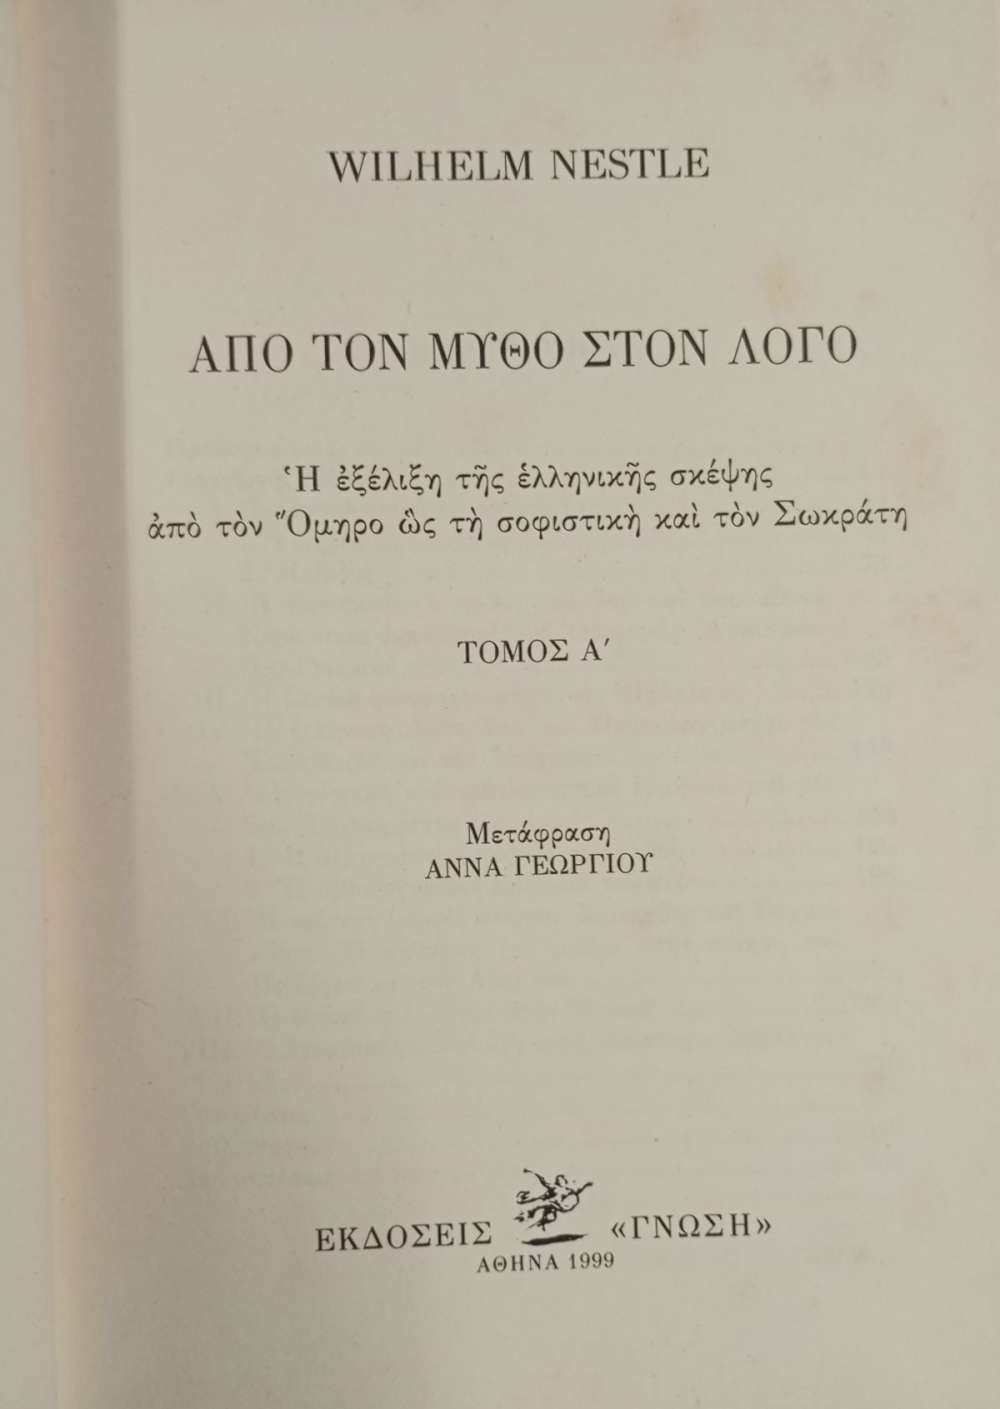 WILHELM NESTLE
ΑΠΟ ΤΟΝ ΜΥΘΟ ΣΤΟΝ ΛΟΓΟ
Ἡ ἐξέλιξη τῆς ἑλληνικῆς σκέψης
ἀπὸ τὸν Ὅμηρο ὣς τὴ σοφιστικὴ καὶ τὸν Σωκράτη
ΤΟΜΟΣ Α΄
Μετάφραση
ΑΝΝΑ ΓΕΩΡΓΙΟΥ
ΕΚΔΟΣΕΙΣ «ΓΝΩΣΗ»
ΑΘΗΝΑ 1999